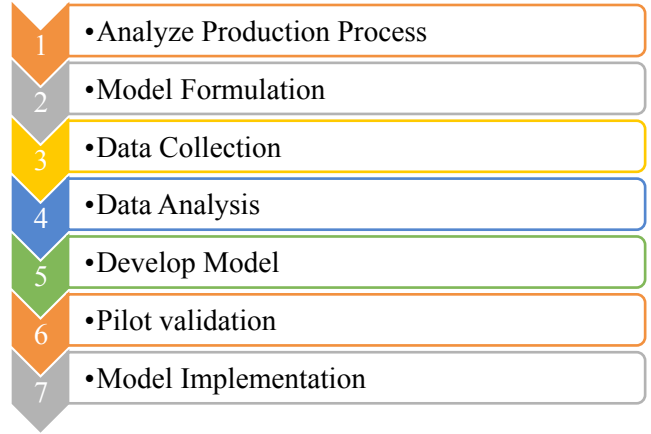 1 •Analyze Production Process
2 •Model Formulation
3 •Data Collection
4 •Data Analysis
5 •Develop Model
6 •Pilot validation
7 •Model Implementation